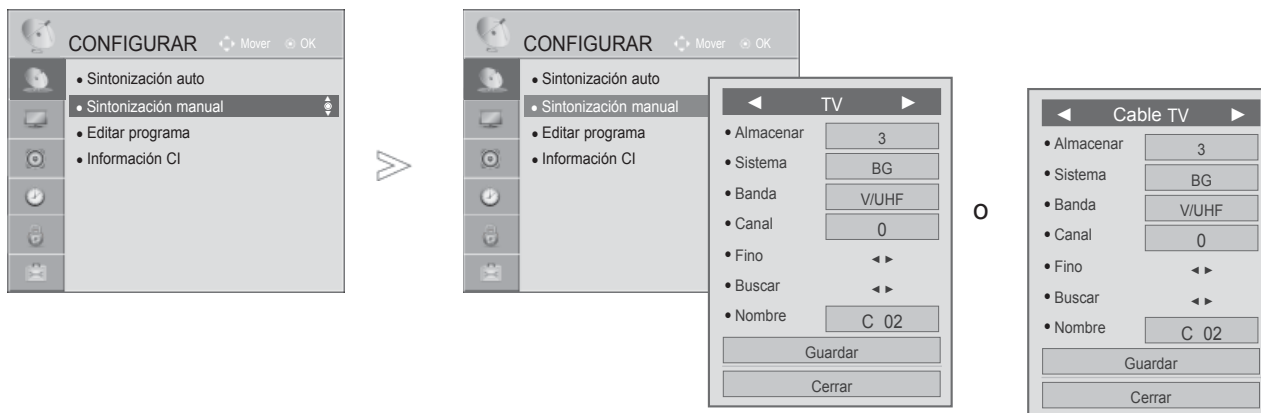 CONFIGURAR Mover OK
• Sintonización auto
• Sintonización manual
• Editar programa
• Información CI
CONFIGURAR Mover OK
• Sintonización auto
• Sintonización manual
• Editar programa
• Información CI
◄ TV ►
• Almacenar 3
• Sistema BG
• Banda V/UHF
• Canal 0
• Fino ◄ ►
• Buscar ◄ ►
• Nombre C 02
Guardar
Cerrar
o
◄ Cable TV ►
• Almacenar 3
• Sistema BG
• Banda V/UHF
• Canal 0
• Fino ◄ ►
• Buscar ◄ ►
• Nombre C 02
Guardar
Cerrar